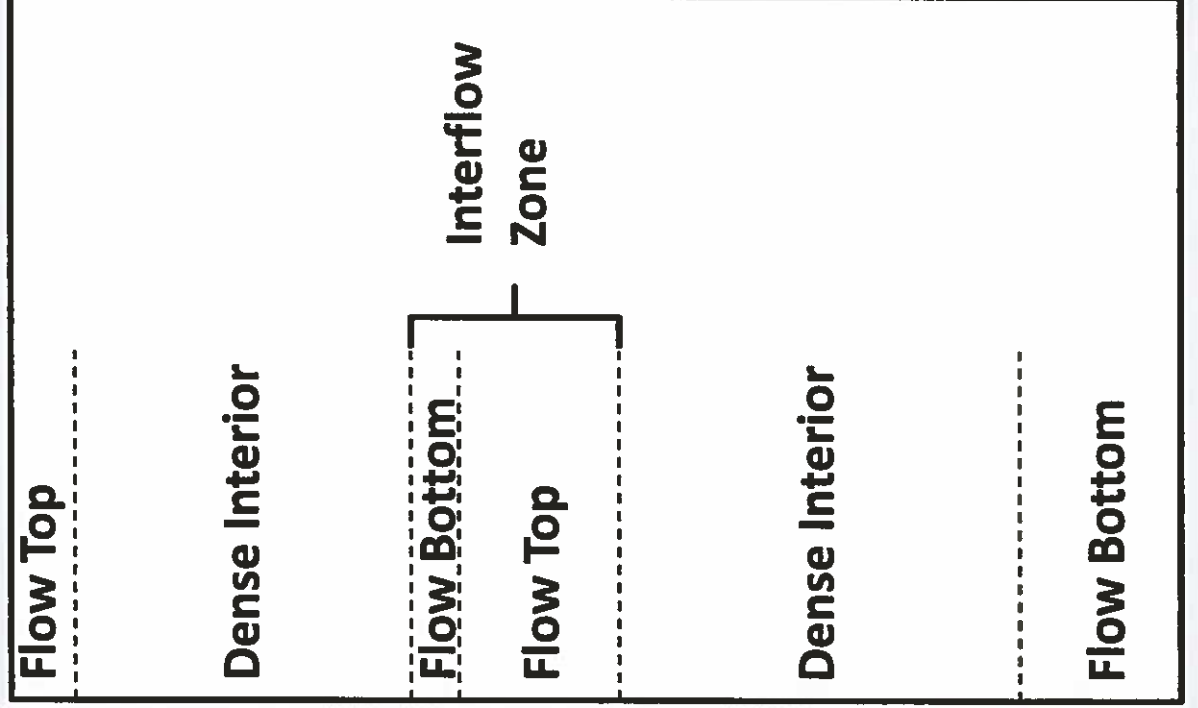 Flow Top
Dense Interior
Flow Bottom
Flow Top
Interflow
Zone
Dense Interior
Flow Bottom